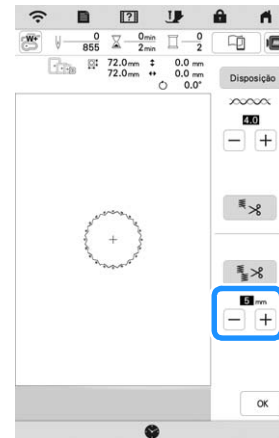 W+ 0 0min 0
855 2min 2
72.0mm 0.0 mm
72.0mm 0.0 mm
0.0°
Disposição
4.0
− +
5 mm
− +
OK